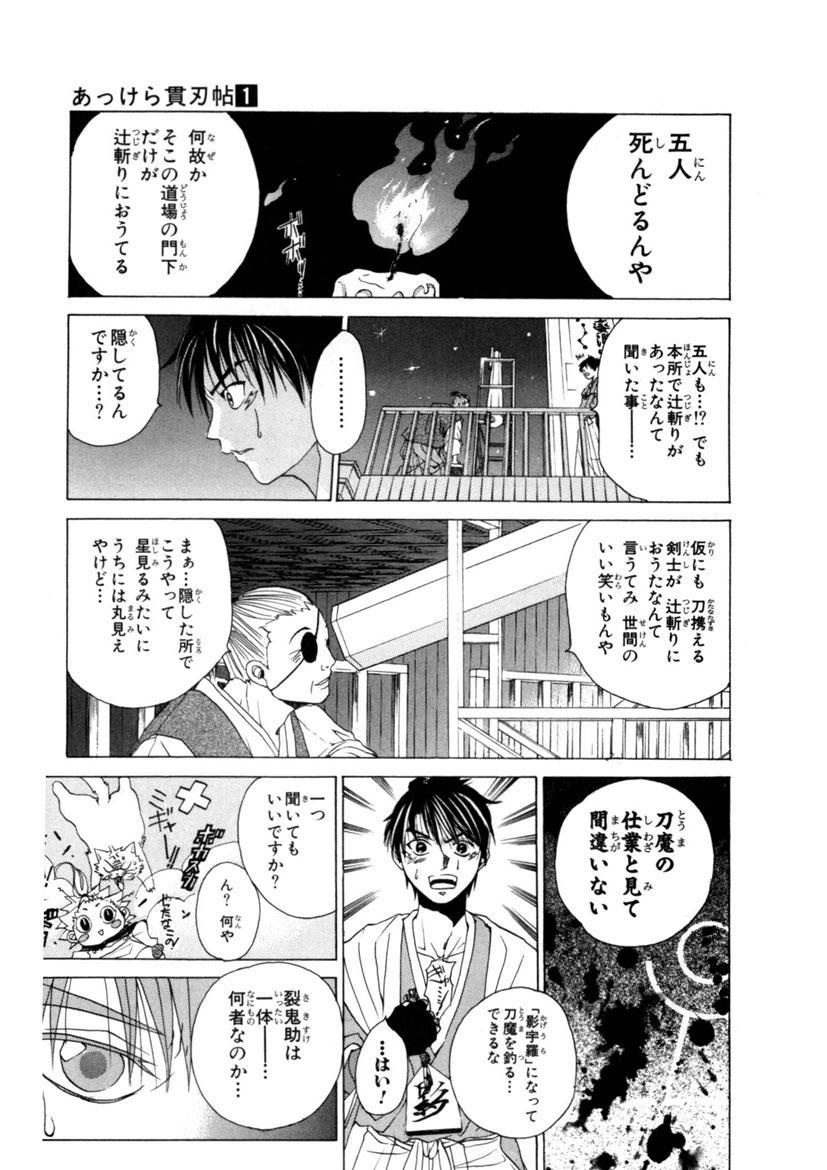 あっけら貫刃帖1
五人
死んどるんや
何故か
そこの道場の門下
だけが
辻斬りにおうてる
ボボボ
五人も…!? でも
本所で辻斬りが
あったなんて
聞いた事―――
………
隠してるん
ですか…?
仮にも 刀携える
剣士が 辻斬りに
おうたなんて
言うてみ 世間の
いい笑いもんや
まぁ…隠した所で
こうやって
星見るみたいに
うちには丸見え
やけど…
刀魔の
仕業と見て
間違いない
「影宇羅」になって
刀魔を釣る…
できるな
…はい!
一つ
聞いても
いいですか?
ん? 何や
ミギャー!!
裂鬼助は
一体―――
何者なのか…